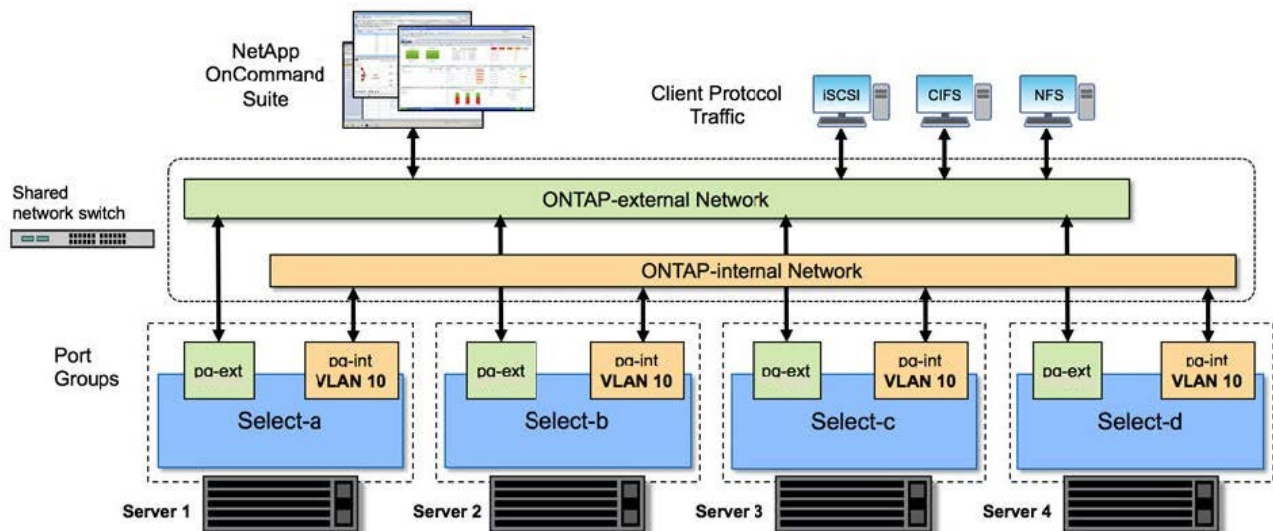 NetApp
OnCommand
Suite
Client Protocol
Traffic
iSCSI
CIFS
NFS
Shared
network switch
ONTAP-external Network
ONTAP-internal Network
Port
Groups
pg-ext
pg-int
VLAN 10
Select-a
pg-ext
pg-int
VLAN 10
Select-b
pg-ext
pg-int
VLAN 10
Select-c
pg-ext
pg-int
VLAN 10
Select-d
Server 1
Server 2
Server 3
Server 4